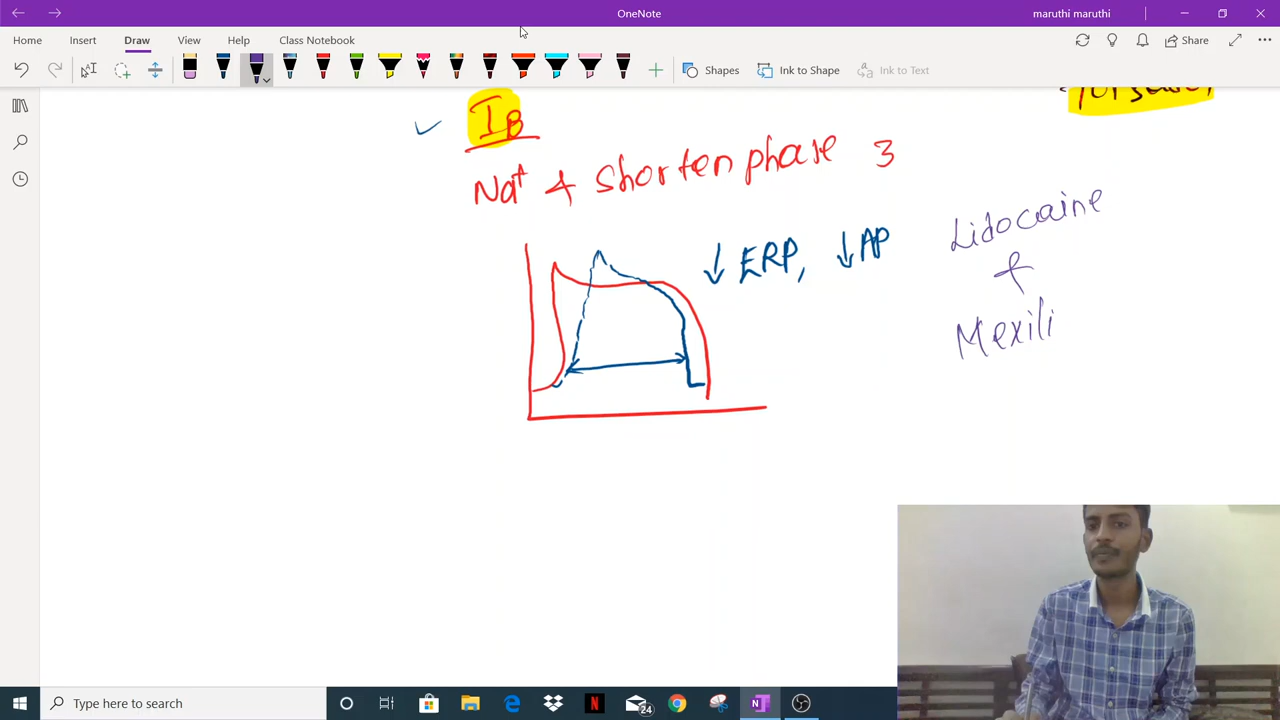 OneNote
maruthi maruthi
Home
Insert
Draw
View
Help
Class Notebook
Share
Shapes
Ink to Shape
Ink to Text
IB
Na+ & shorten phase 3
↓ ERP, ↓ AP
Lidocaine
&
Mexili
Type here to search
24